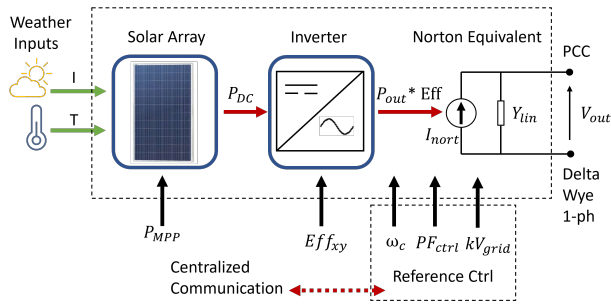 Weather
Inputs
Solar Array
Inverter
Norton Equivalent
PCC
I
T
P_DC
P_out * Eff
I_nort
Y_lin
V_out
Delta
Wye
1-ph
P_MPP
Eff_xy
ω_c
PF_ctrl
kV_grid
Centralized
Communication
Reference Ctrl